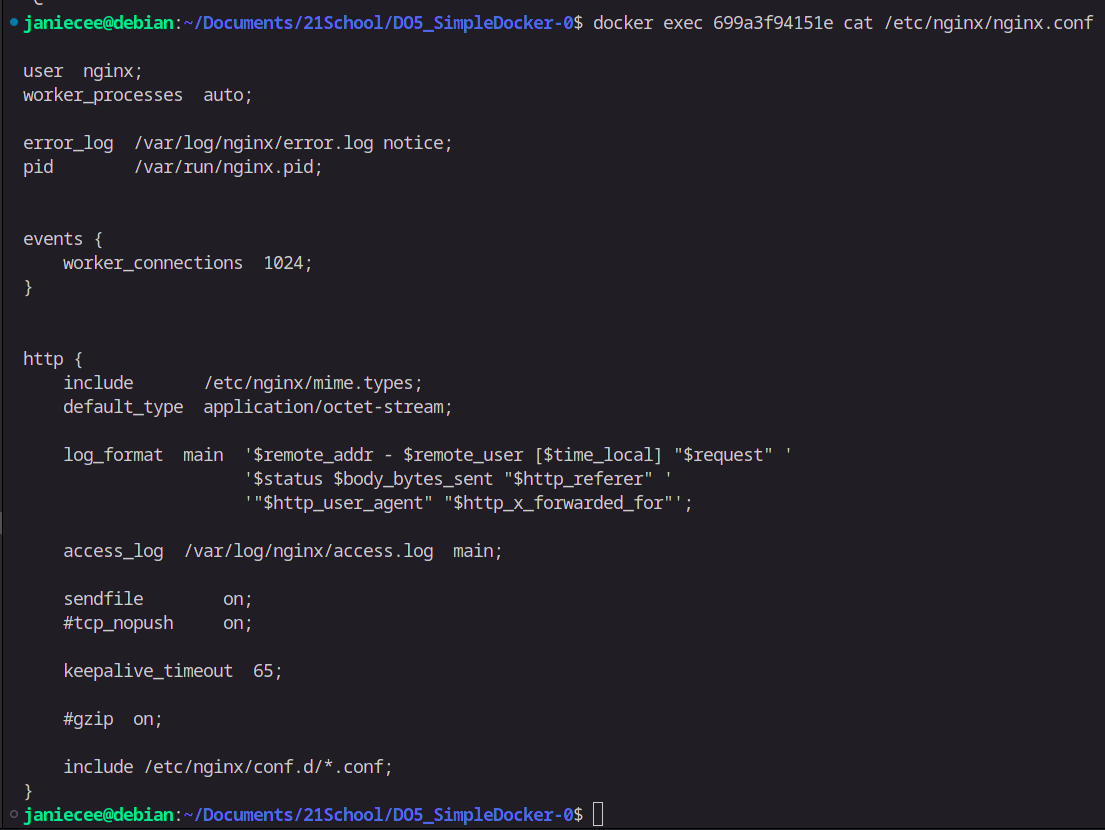 janiecee@debian:~/Documents/21School/DO5_SimpleDocker-0$ docker exec 699a3f94151e cat /etc/nginx/nginx.conf

user  nginx;
worker_processes  auto;

error_log  /var/log/nginx/error.log notice;
pid        /var/run/nginx.pid;


events {
    worker_connections  1024;
}


http {
    include       /etc/nginx/mime.types;
    default_type  application/octet-stream;

    log_format  main  '$remote_addr - $remote_user [$time_local] "$request" '
                      '$status $body_bytes_sent "$http_referer" '
                      '"$http_user_agent" "$http_x_forwarded_for"';

    access_log  /var/log/nginx/access.log  main;

    sendfile        on;
    #tcp_nopush     on;

    keepalive_timeout  65;

    #gzip  on;

    include /etc/nginx/conf.d/*.conf;
}
janiecee@debian:~/Documents/21School/DO5_SimpleDocker-0$